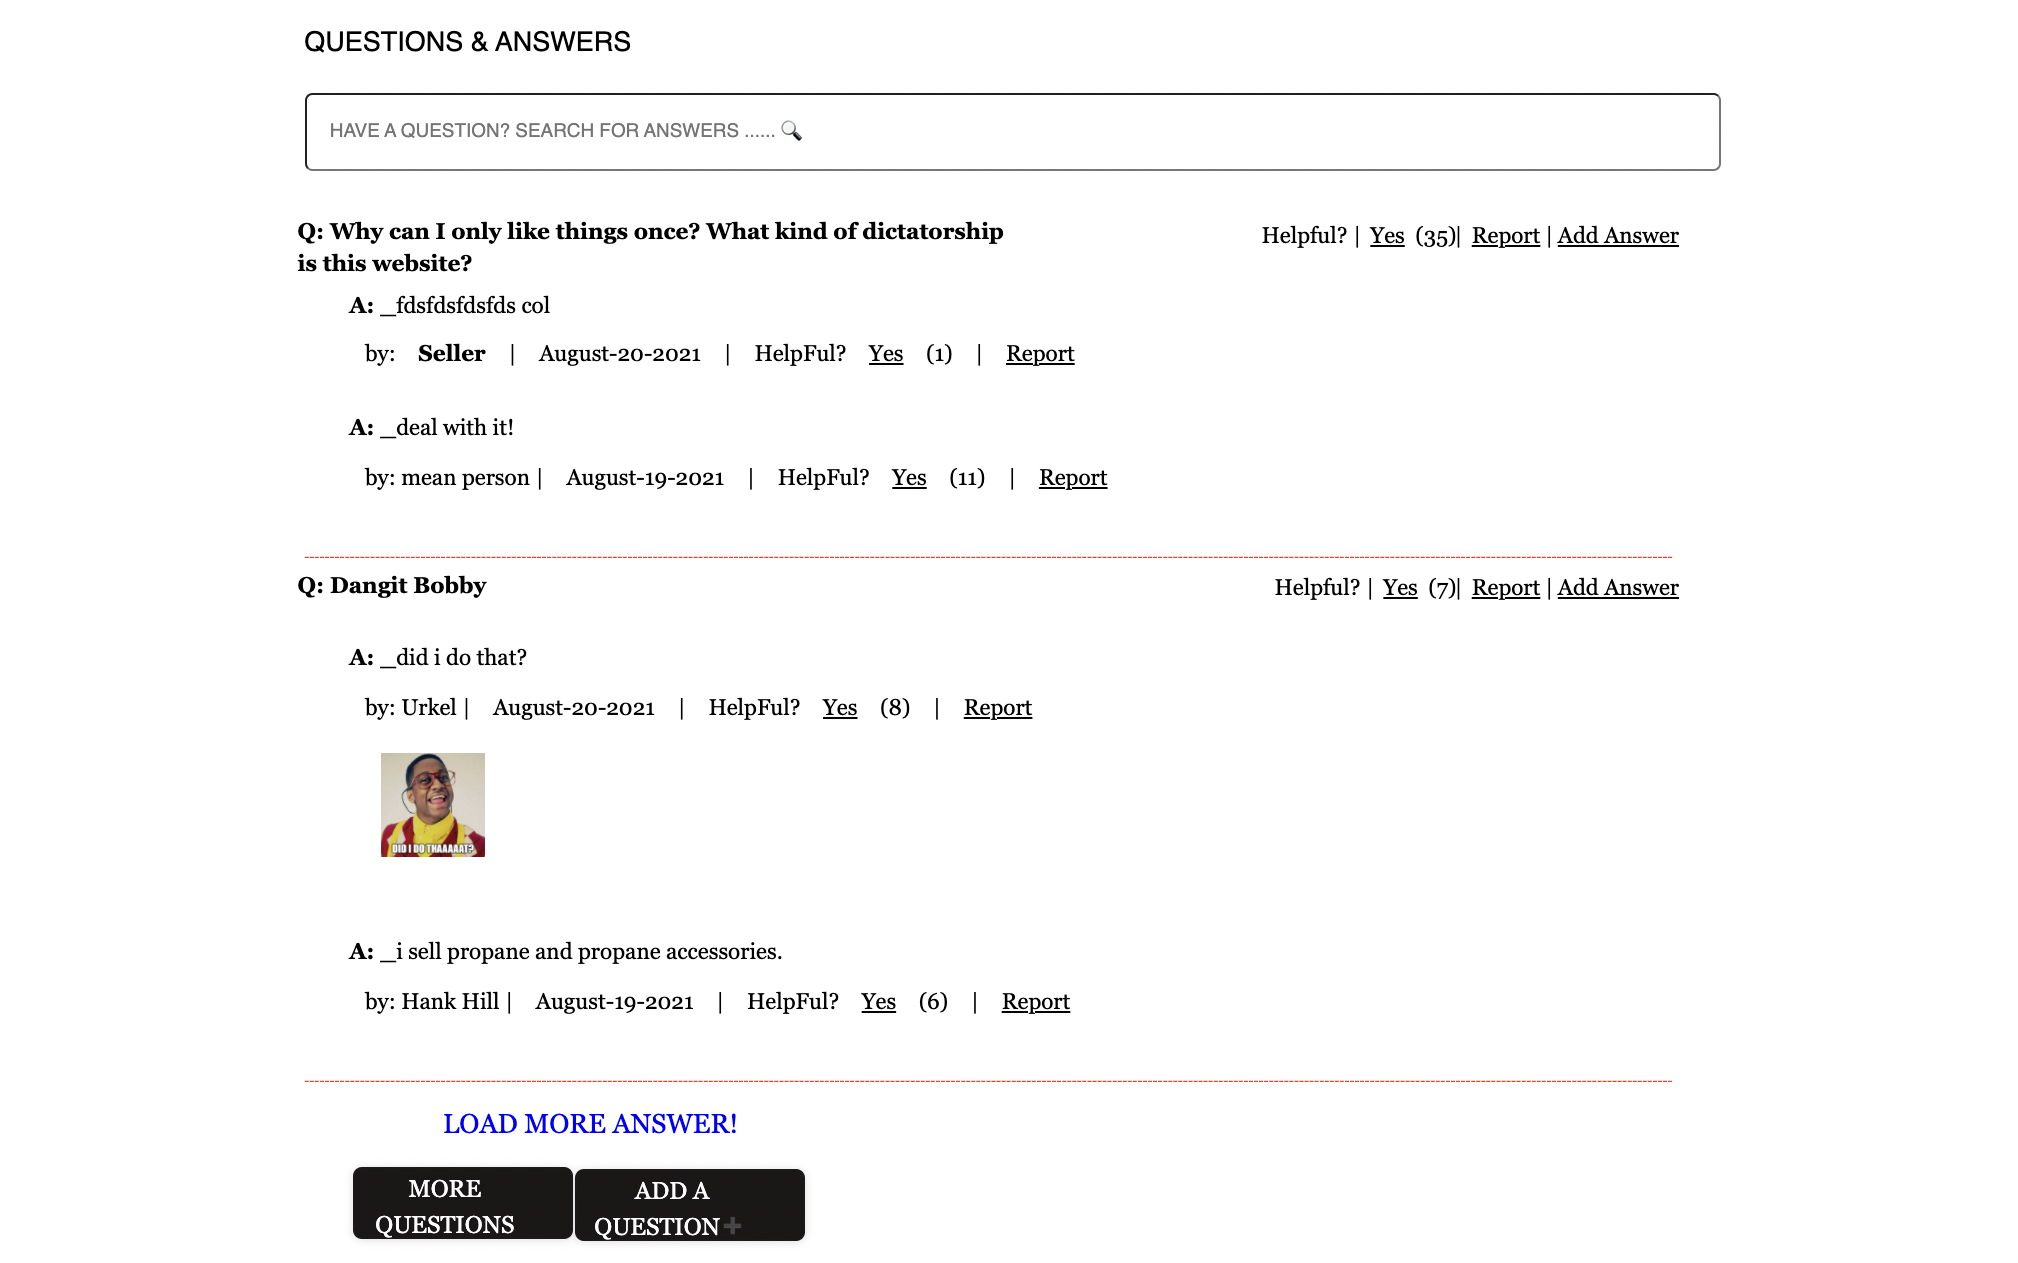 QUESTIONS & ANSWERS
HAVE A QUESTION? SEARCH FOR ANSWERS ......
Q: Why can I only like things once? What kind of dictatorship
is this website?
Helpful? | Yes (35)| Report | Add Answer
A: _fdsfdsfdsfds col
by: Seller | August-20-2021 | HelpFul? Yes (1) | Report
A: _deal with it!
by: mean person | August-19-2021 | HelpFul? Yes (11) | Report
Q: Dangit Bobby
Helpful? | Yes (7)| Report | Add Answer
A: _did i do that?
by: Urkel | August-20-2021 | HelpFul? Yes (8) | Report
DID I DO THAAAAAT?
A: _i sell propane and propane accessories.
by: Hank Hill | August-19-2021 | HelpFul? Yes (6) | Report
LOAD MORE ANSWER!
MORE
QUESTIONS
ADD A
QUESTION